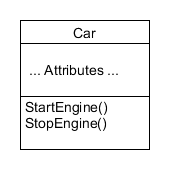 Car
... Attributes ...
StartEngine()
StopEngine()